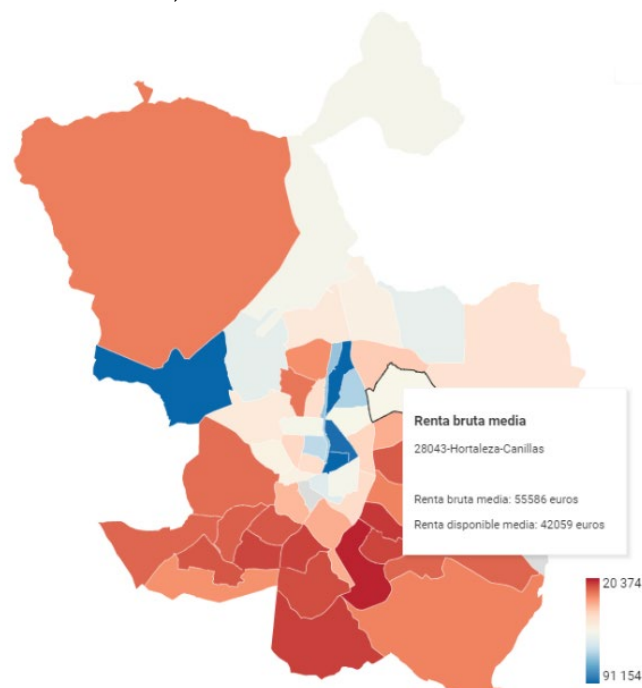 Renta bruta media
28043-Hortaleza-Canillas
Renta bruta media: 55586 euros
Renta disponible media: 42059 euros
20 374
91 154